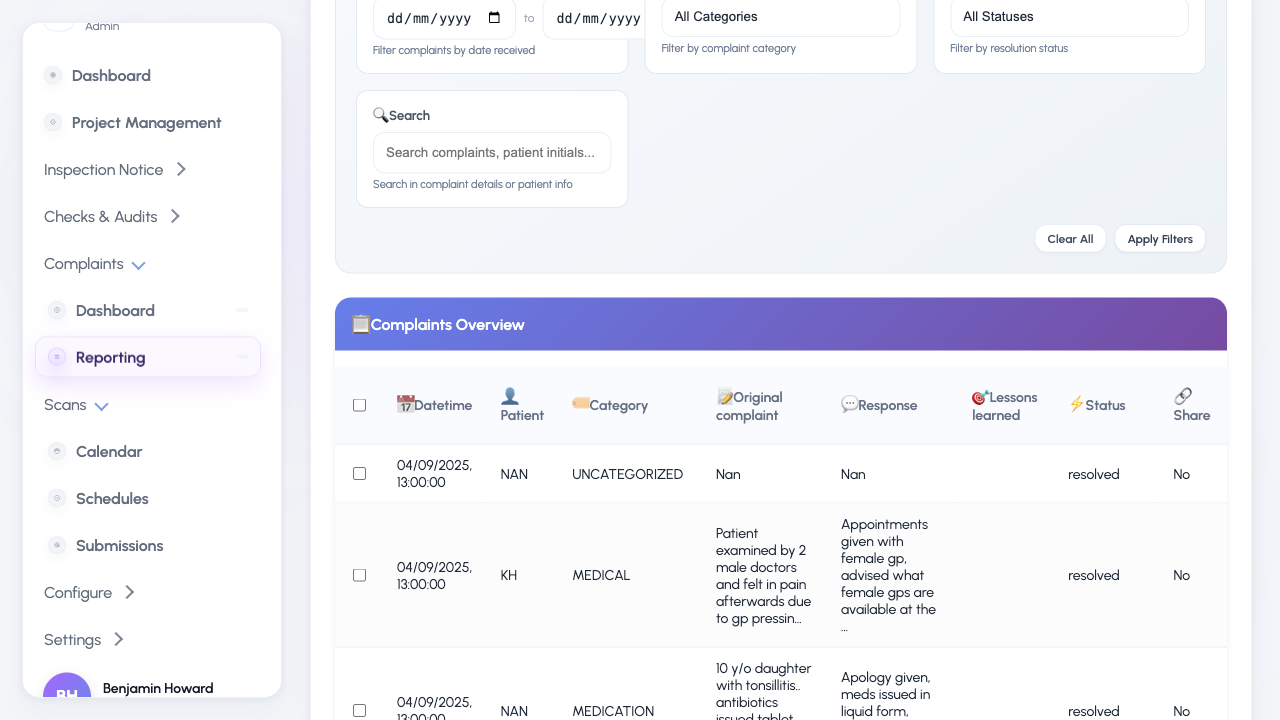 Admin
Dashboard
Project Management
Inspection Notice
Checks & Audits
Complaints
Dashboard
Reporting
Scans
Calendar
Schedules
Submissions
Configure
Settings
BH
Benjamin Howard
dd/mm/yyyy to dd/mm/yyyy
Filter complaints by date received
All Categories
Filter by complaint category
All Statuses
Filter by resolution status
Search
Search complaints, patient initials...
Search in complaint details or patient info
Clear All Apply Filters
Complaints Overview
Datetime
Patient
Category
Original
complaint
Response
Lessons
learned
Status
Share
04/09/2025,
13:00:00
NAN
UNCATEGORIZED
Nan
Nan
resolved
No
04/09/2025,
13:00:00
KH
MEDICAL
Patient
examined by 2
male doctors
and felt in pain
afterwards due
to gp pressin...
Appointments
given with
female gp,
advised what
female gps are
available at the
...
resolved
No
04/09/2025,
13:00:00
NAN
MEDICATION
10 y/o daughter
with tonsillitis..
antibiotics
issued tablet
Apology given,
meds issued in
liquid form,
resolved
No